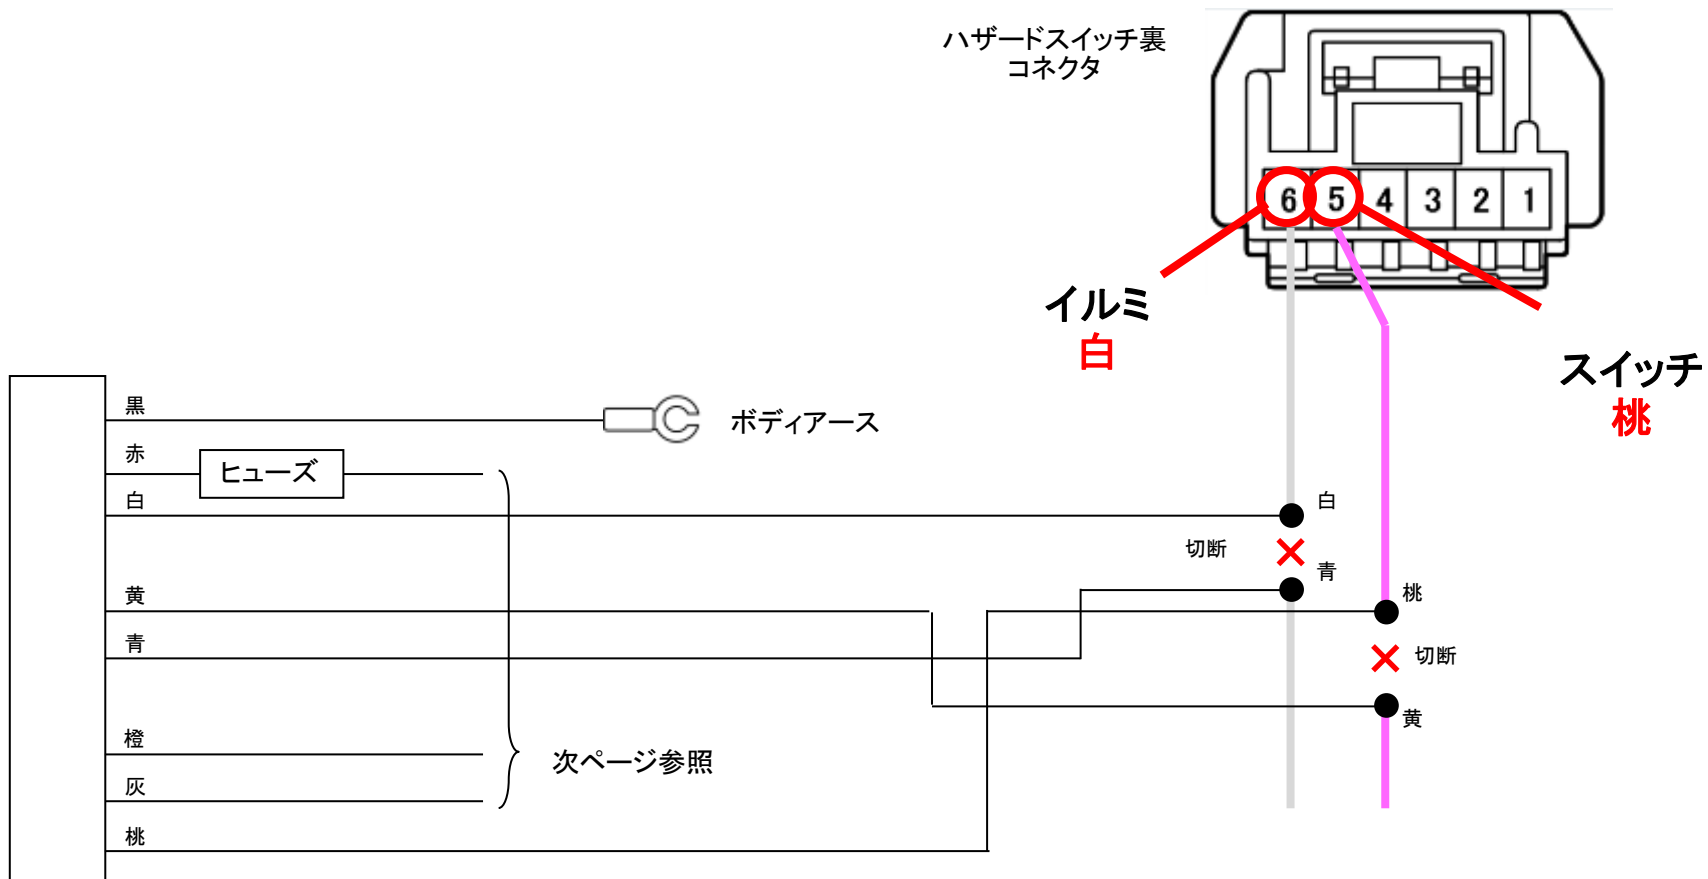 ハザードスイッチ裏
コネクタ
6 5 4 3 2 1
イルミ
白
スイッチ
桃
黒
ボディアース
赤
ヒューズ
白
白
切断
青
黄
桃
青
切断
黄
橙
次ページ参照
灰
桃